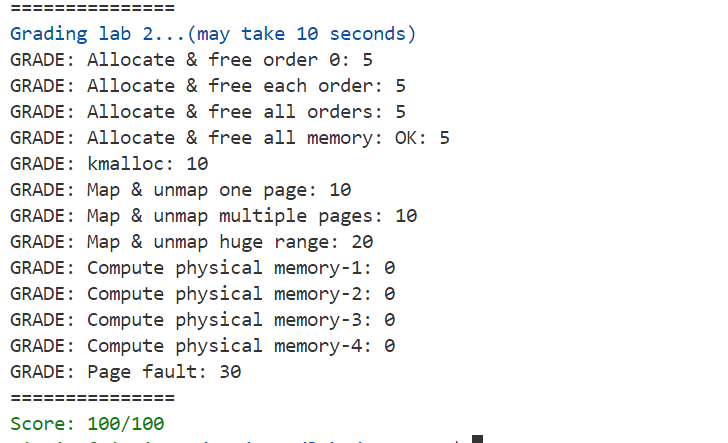 ===============
Grading lab 2...(may take 10 seconds)
GRADE: Allocate & free order 0: 5
GRADE: Allocate & free each order: 5
GRADE: Allocate & free all orders: 5
GRADE: Allocate & free all memory: OK: 5
GRADE: kmalloc: 10
GRADE: Map & unmap one page: 10
GRADE: Map & unmap multiple pages: 10
GRADE: Map & unmap huge range: 20
GRADE: Compute physical memory-1: 0
GRADE: Compute physical memory-2: 0
GRADE: Compute physical memory-3: 0
GRADE: Compute physical memory-4: 0
GRADE: Page fault: 30
===============
Score: 100/100